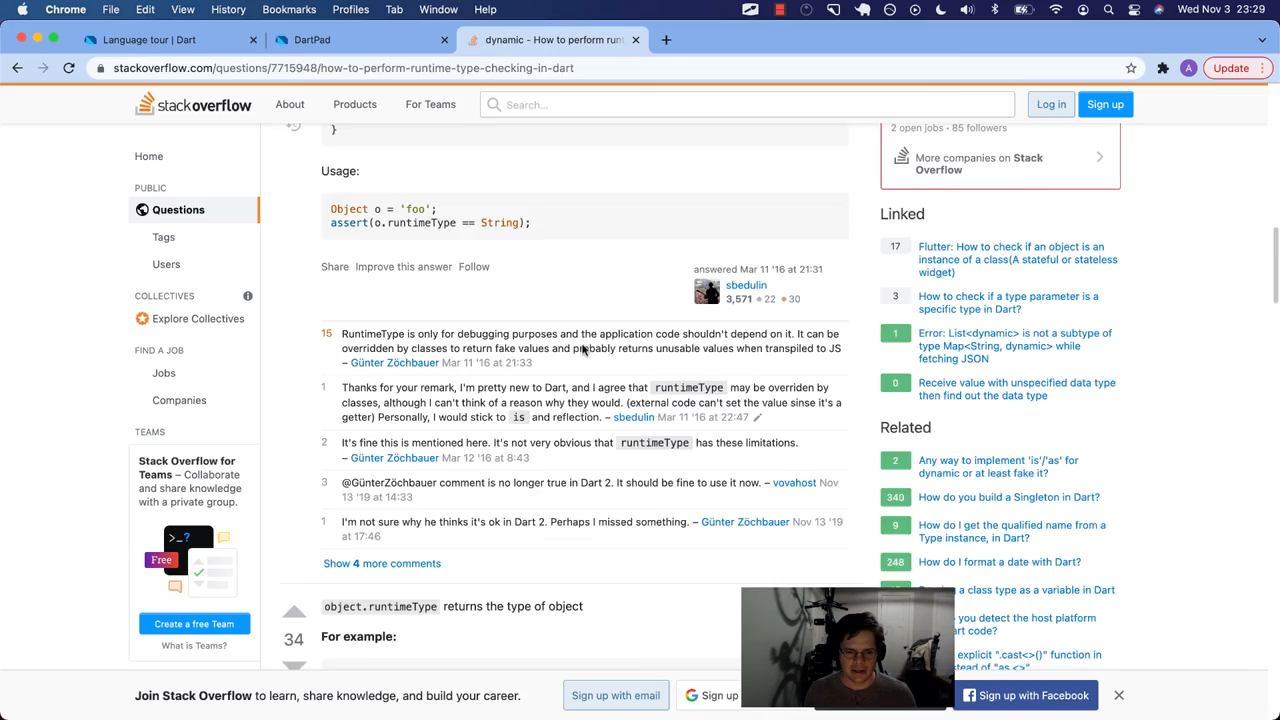 Chrome File Edit View History Bookmarks Profiles Tab Window Help Wed Nov 3 23:29
Language tour | Dart
DartPad
dynamic - How to perform run
stackoverflow.com/questions/7715948/how-to-perform-runtime-type-checking-in-dart
A
Update
stackoverflow
About
Products
For Teams
Search...
Log in
Sign up
Home
PUBLIC
Questions
Tags
Users
COLLECTIVES
Explore Collectives
FIND A JOB
Jobs
Companies
TEAMS
Stack Overflow for
Teams – Collaborate
and share knowledge
with a private group.
>_?
Free
Create a free Team
What is Teams?
}
Usage:
Object o = 'foo';
assert(o.runtimeType == String);
Share Improve this answer Follow
answered Mar 11 '16 at 21:31
sbedulin
3,571 22 30
15 RuntimeType is only for debugging purposes and the application code shouldn't depend on it. It can be
overridden by classes to return fake values and probably returns unusable values when transpiled to JS
– Günter Zöchbauer Mar 11 '16 at 21:33
1 Thanks for your remark, I'm pretty new to Dart, and I agree that runtimeType may be overriden by
classes, although I can't think of a reason why they would. (external code can't set the value sinse it's a
getter) Personally, I would stick to is and reflection. – sbedulin Mar 11 '16 at 22:47
2 It's fine this is mentioned here. It's not very obvious that runtimeType has these limitations.
– Günter Zöchbauer Mar 12 '16 at 8:43
3 @GünterZöchbauer comment is no longer true in Dart 2. It should be fine to use it now. – vovahost Nov
13 '19 at 14:33
1 I'm not sure why he thinks it's ok in Dart 2. Perhaps I missed something. – Günter Zöchbauer Nov 13 '19
Show 4 more comments
object.runtimeType returns the type of object
34
For example:
2 open jobs • 85 followers
More companies on Stack
Overflow
Linked
17 Flutter: How to check if an object is an
instance of a class(A stateful or stateless
widget)
3 How to check if a type parameter is a
specific type in Dart?
1 Error: List<dynamic> is not a subtype of
type Map<String, dynamic> while
fetching JSON
0 Receive value with unspecified data type
then find out the data type
Related
2 Any way to implement 'is'/'as' for
dynamic or at least fake it?
340 How do you build a Singleton in Dart?
9 How do I get the qualified name from a
Type instance, in Dart?
248 How do I format a date with Dart?
a class type as a variable in Dart
you detect the host platform
art code?
explicit ".cast<>()" function in
stead of "as <>"
Join Stack Overflow to learn, share knowledge, and build your career.
Sign up with email
Sign up
Sign up with Facebook